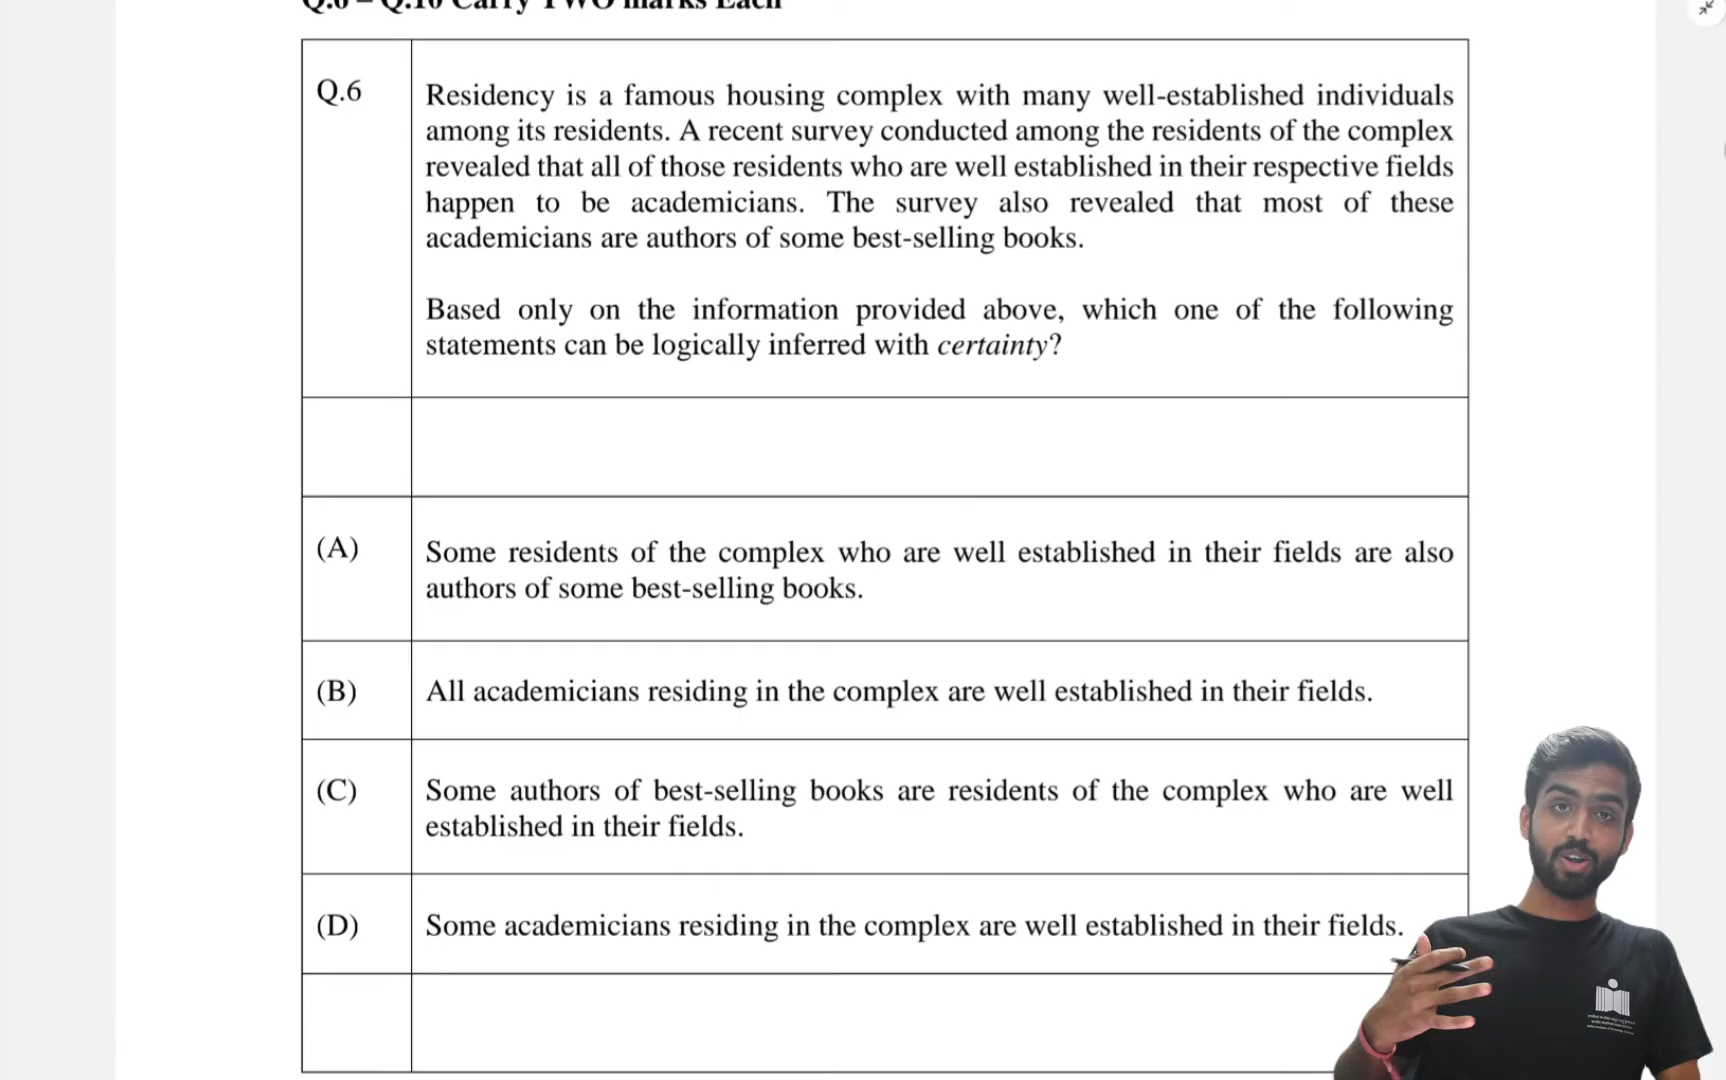 Q.6 – Q.10 Carry TWO marks Each
Q.6
Residency is a famous housing complex with many well-established individuals
among its residents. A recent survey conducted among the residents of the complex
revealed that all of those residents who are well established in their respective fields
happen to be academicians. The survey also revealed that most of these
academicians are authors of some best-selling books.
Based only on the information provided above, which one of the following
statements can be logically inferred with certainty?
(A)
Some residents of the complex who are well established in their fields are also
authors of some best-selling books.
(B)
All academicians residing in the complex are well established in their fields.
(C)
Some authors of best-selling books are residents of the complex who are well
established in their fields.
(D)
Some academicians residing in the complex are well established in their fields.